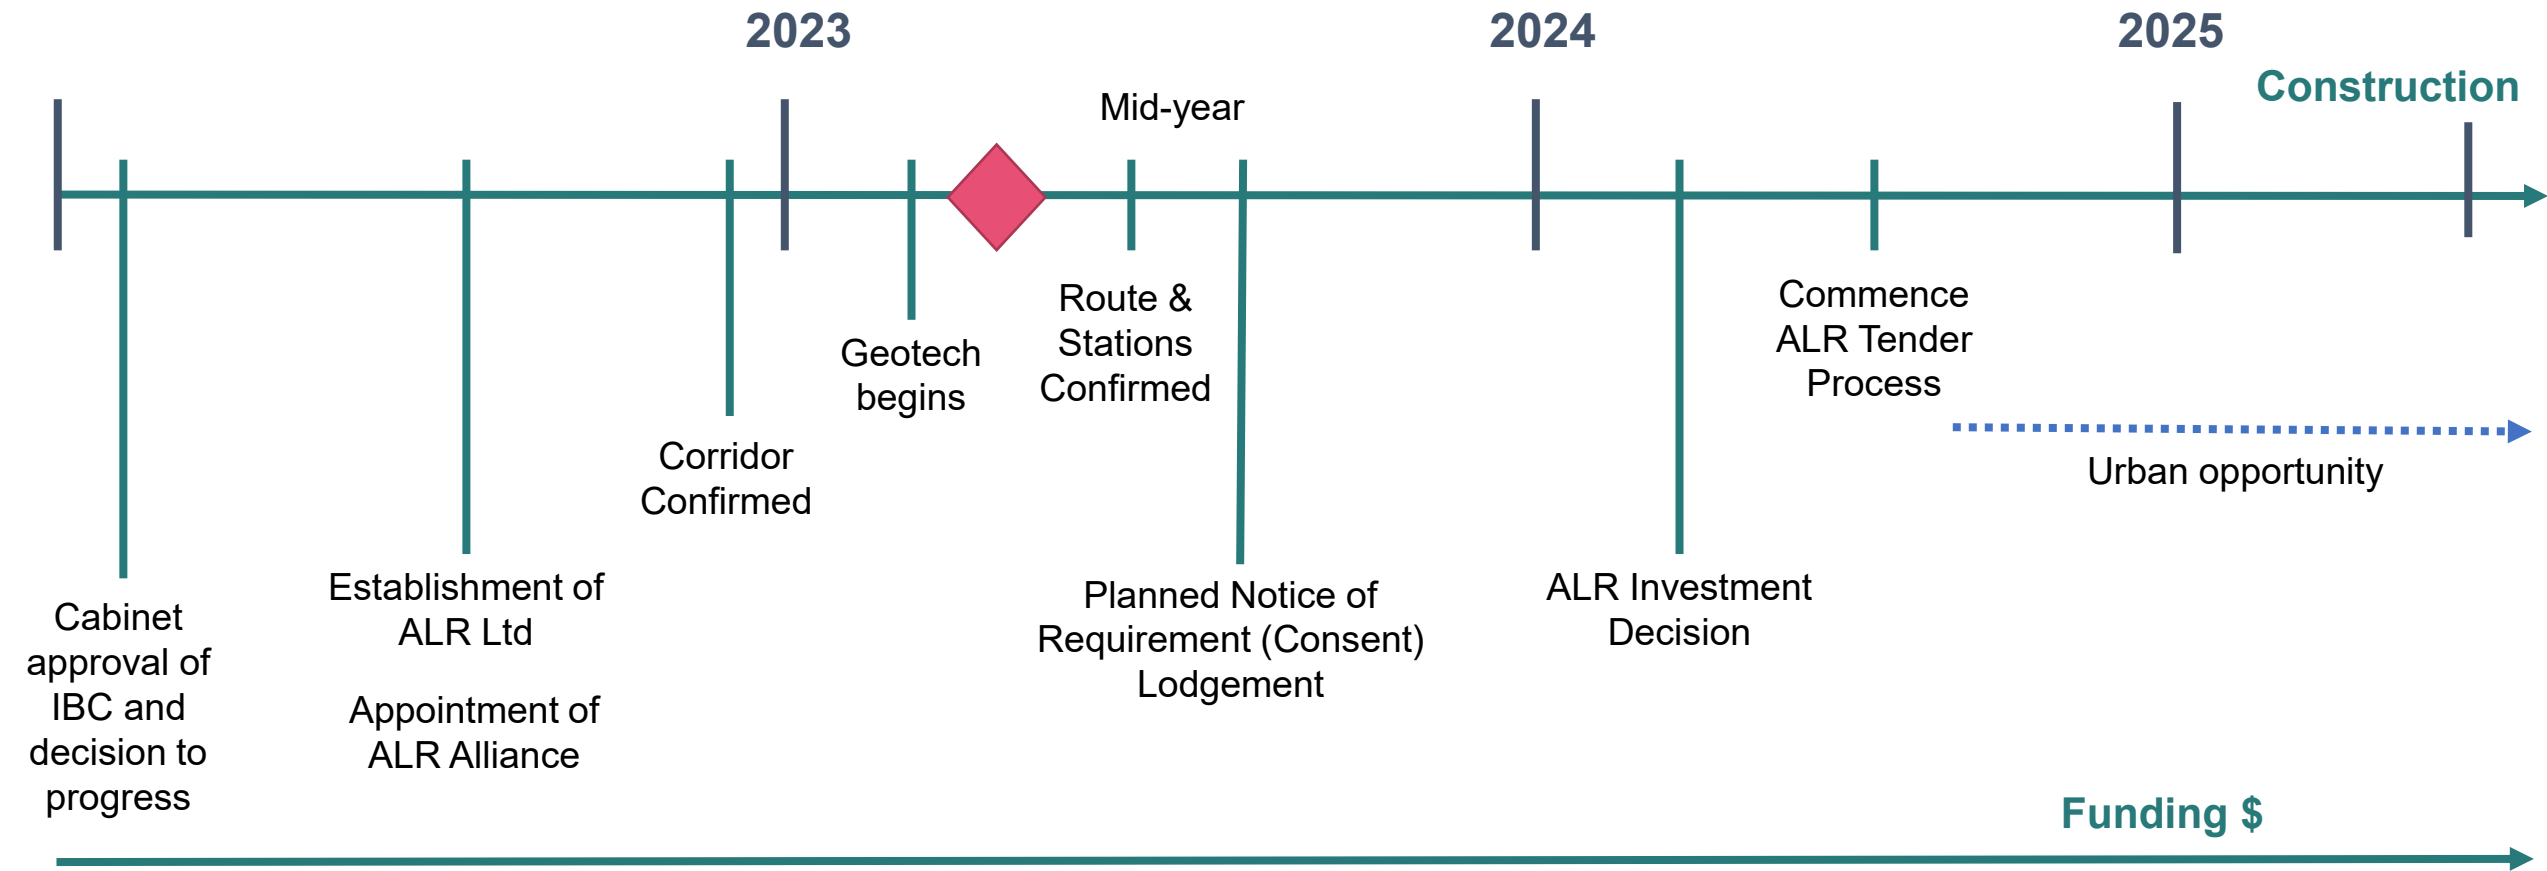 2023
2024
2025
Construction
Mid-year
Cabinet
approval of
IBC and
decision to
progress
Establishment of
ALR Ltd
Appointment of
ALR Alliance
Corridor
Confirmed
Geotech
begins
Route &
Stations
Confirmed
Planned Notice of
Requirement (Consent)
Lodgement
ALR Investment
Decision
Commence
ALR Tender
Process
Urban opportunity
Funding $